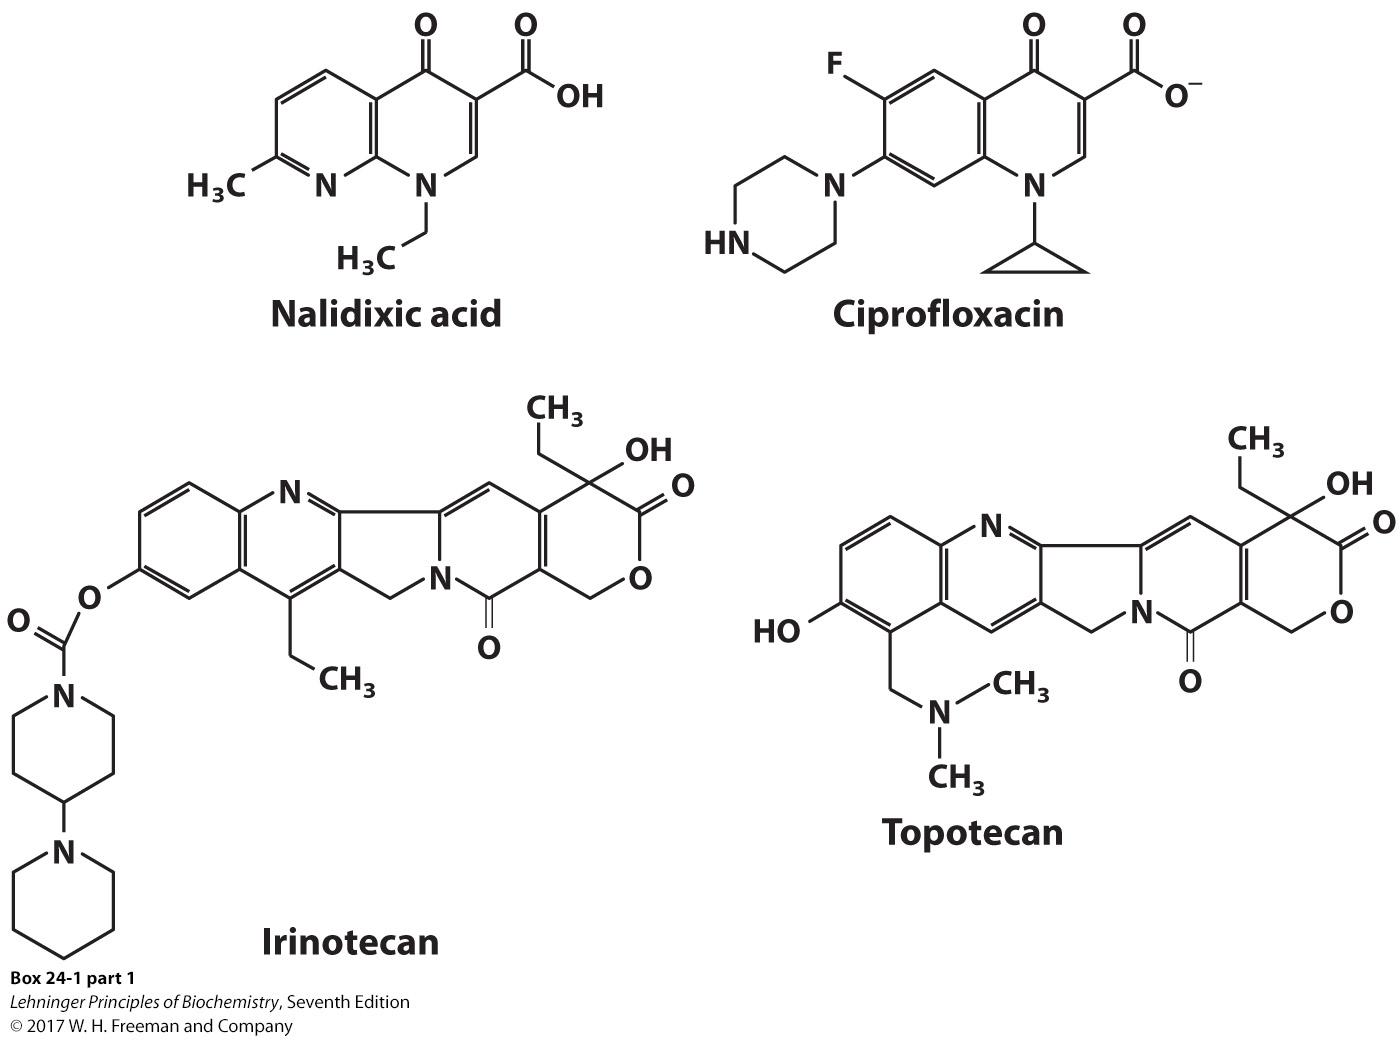 O
O
OH
H3C
N
N
H3C
Nalidixic acid
O
O
F
O−
N
N
HN
Ciprofloxacin
CH3
OH
O
N
O
N
O
O
O
CH3
N
N
Irinotecan
CH3
OH
O
N
O
N
HO
O
CH3
N
CH3
Topotecan
Box 24-1 part 1
Lehninger Principles of Biochemistry, Seventh Edition
© 2017 W. H. Freeman and Company